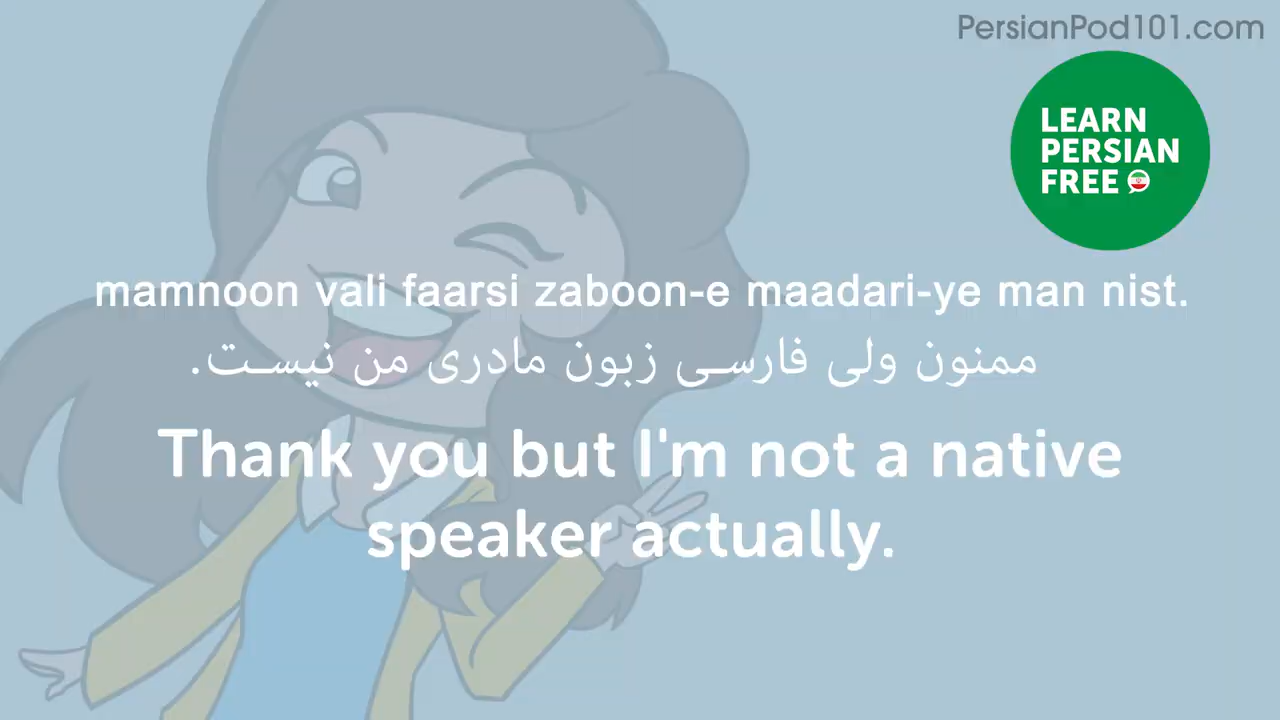 PersianPod101.com
LEARN
PERSIAN
FREE
mamnoon vali faarsi zaboon-e maadari-ye man nist.
ممنون ولی فارسی زبون مادری من نیست.
Thank you but I'm not a native
speaker actually.